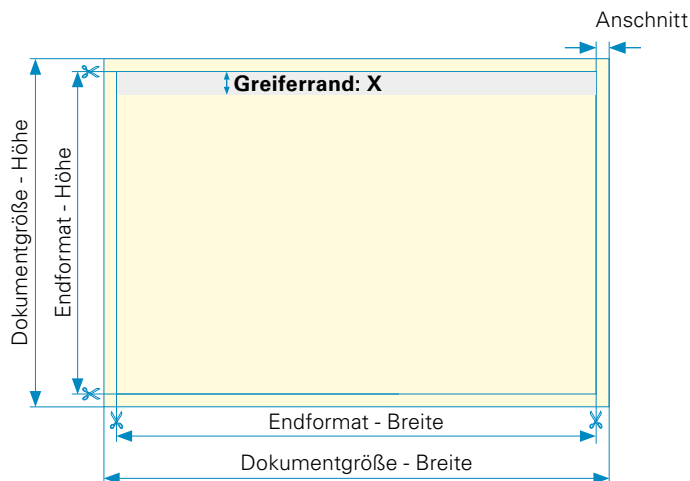 Anschnitt
Greiferrand: X
Dokumentgröße - Höhe
Endformat - Höhe
Endformat - Breite
Dokumentgröße - Breite